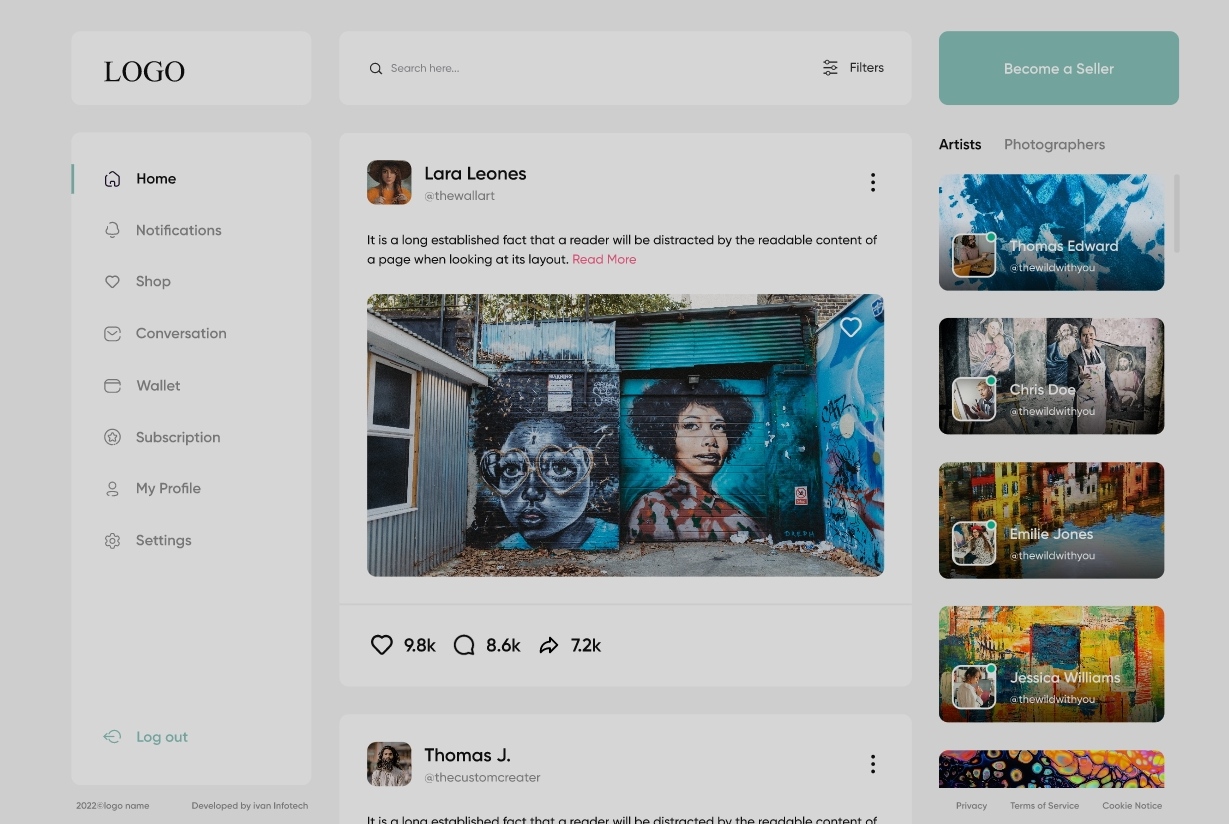 LOGO
Search here...
Filters
Become a Seller
Home
Notifications
Shop
Conversation
Wallet
Subscription
My Profile
Settings
Log out
2022©logo name
Developed by ivan Infotech
Lara Leones
@thewallart
It is a long established fact that a reader will be distracted by the readable content of
a page when looking at its layout. Read More
9.8k
8.6k
7.2k
Thomas J.
@thecustomcreater
It is a long established fact that a reader will be distracted by the readable content of
Artists
Photographers
Thomas Edward
@thewildwithyou
Chris Doe
@thewildwithyou
Emilie Jones
@thewildwithyou
Jessica Williams
@thewildwithyou
Privacy
Terms of Service
Cookie Notice